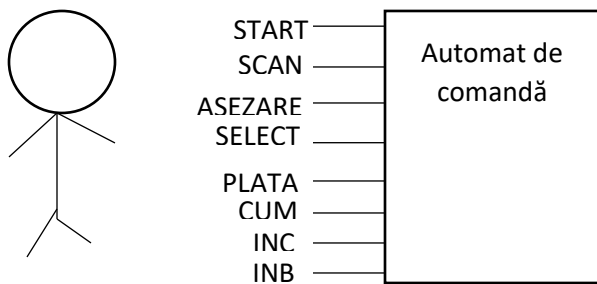 START
SCAN
ASEZARE
SELECT
PLATA
CUM
INC
INB
Automat de
comandă